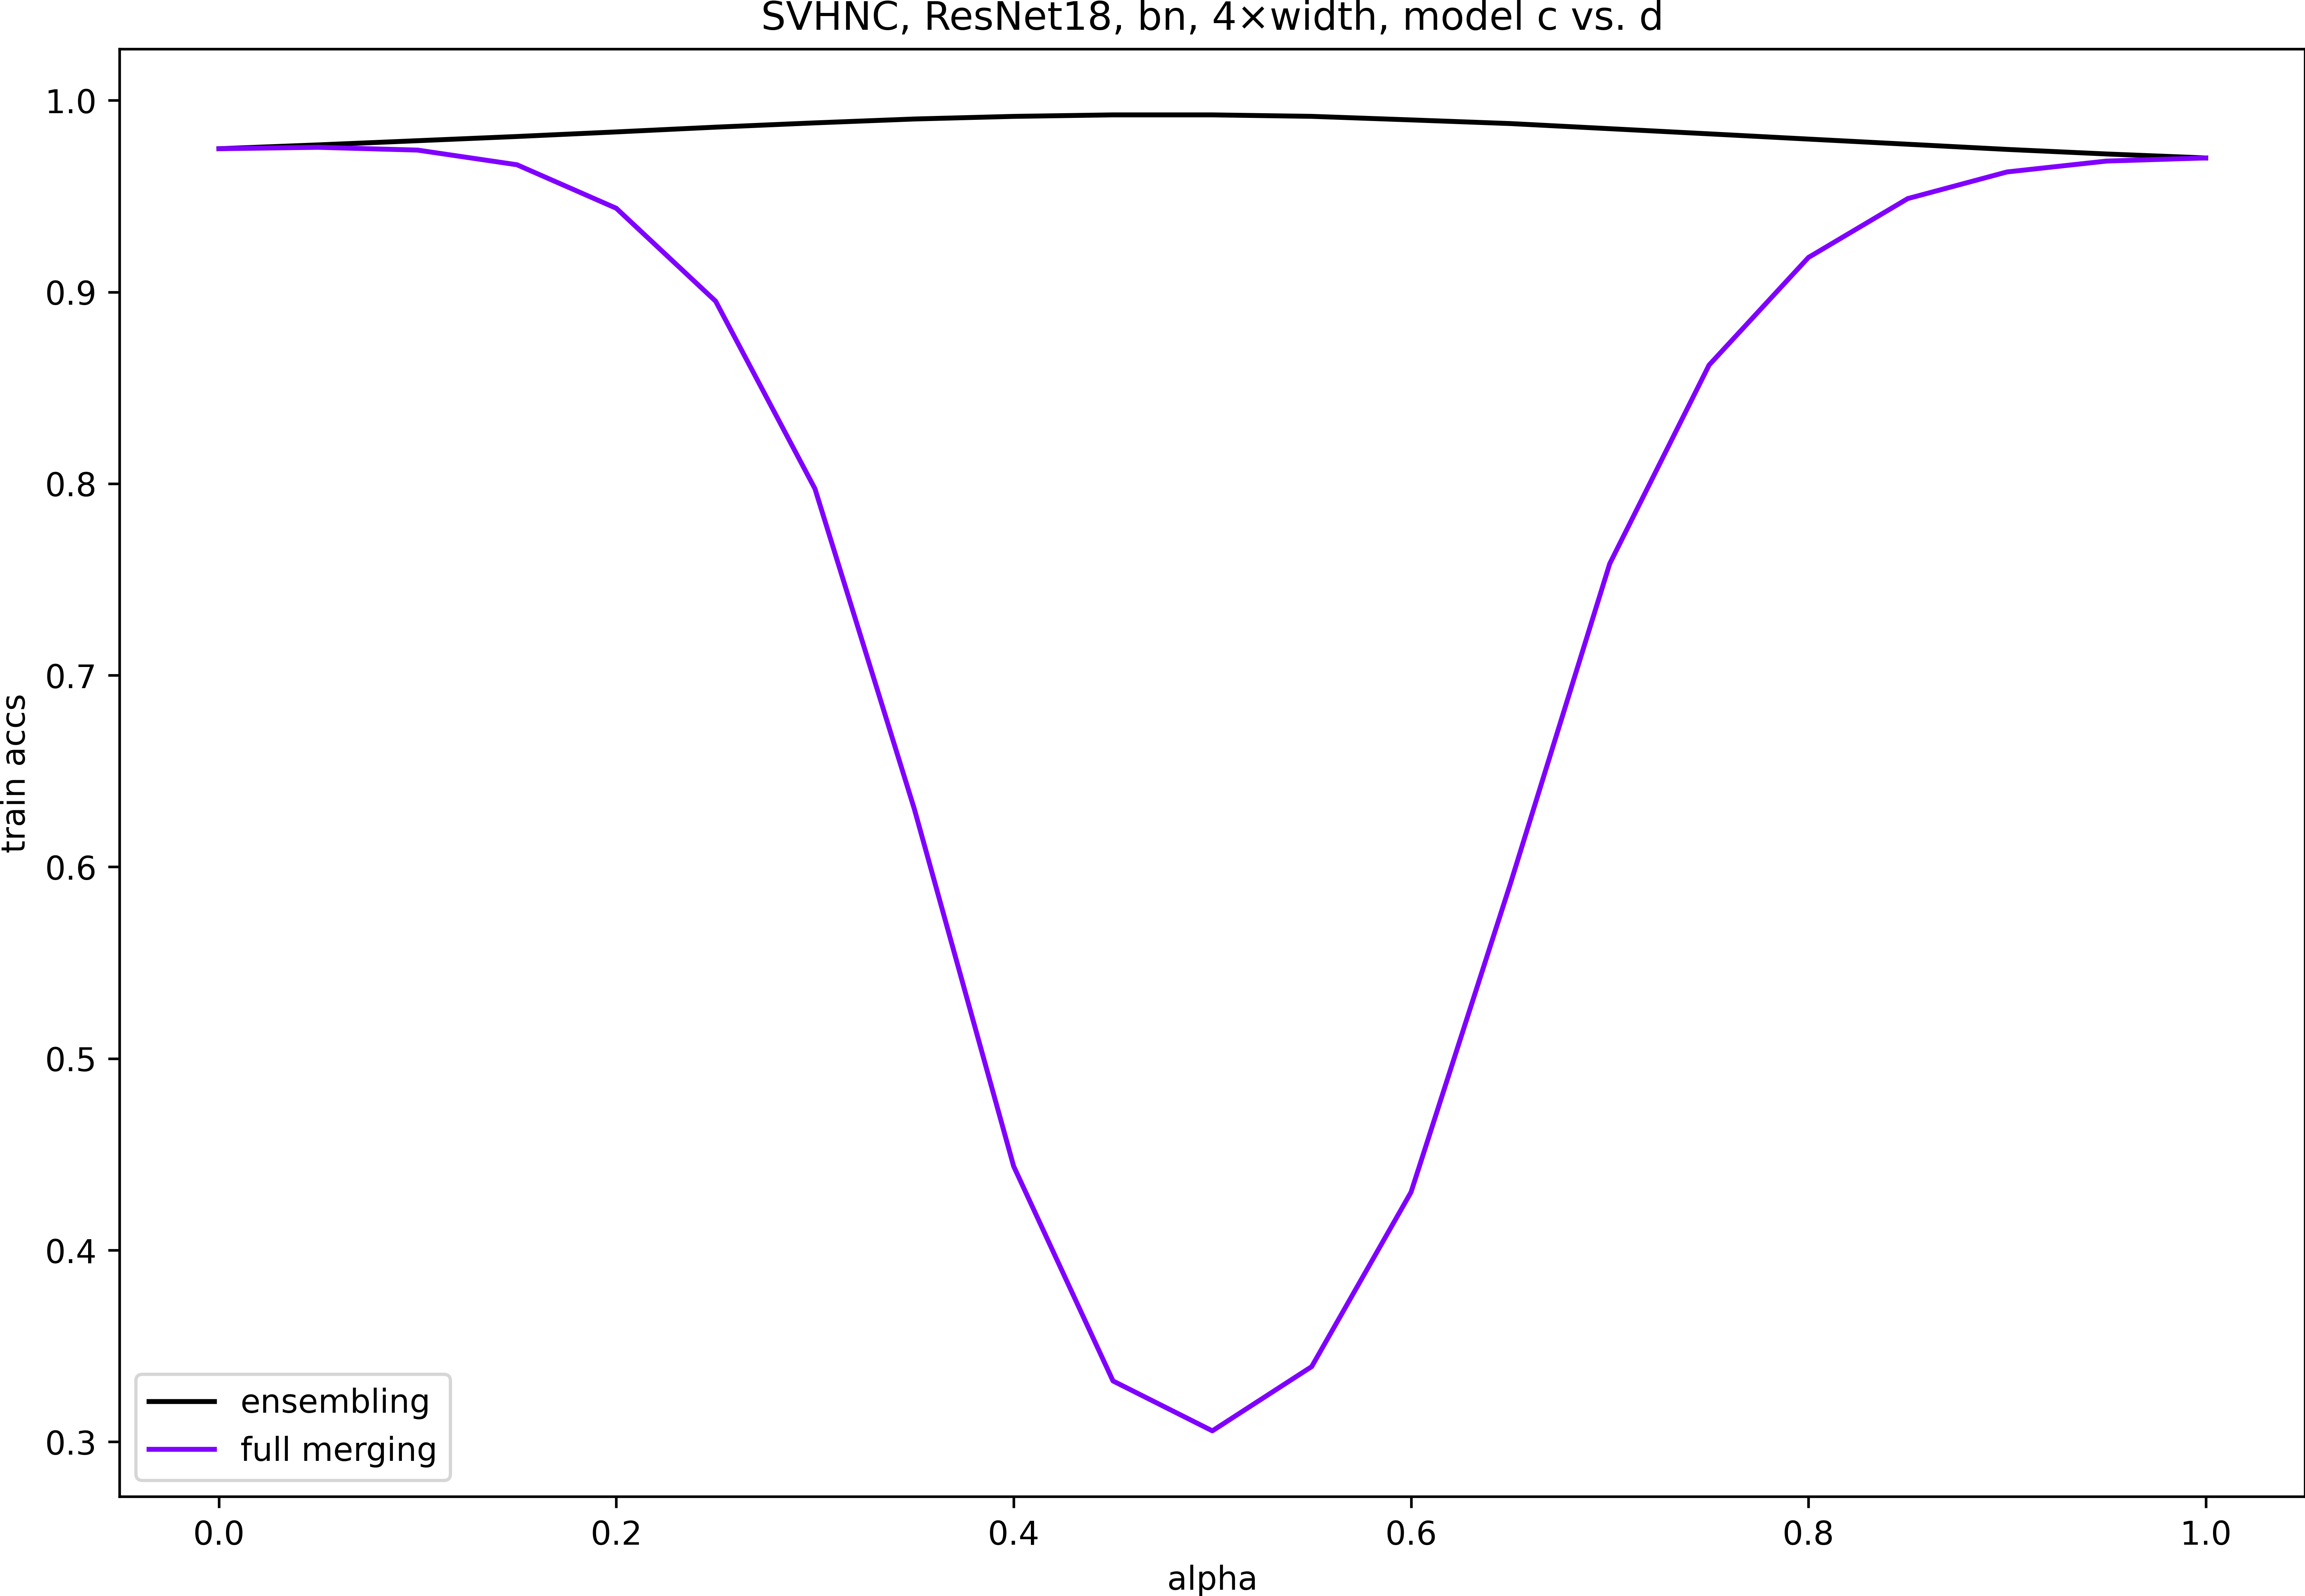 SVHNC, ResNet18, bn, 4×width, model c vs. d
1.0
0.9
0.8
0.7
0.6
0.5
0.4
0.3
train accs
ensembling
full merging
0.0 0.2 0.4 0.6 0.8 1.0
alpha